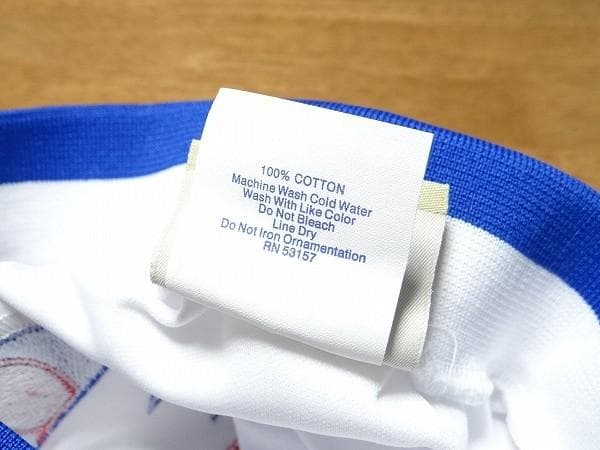 100% COTTON
Machine Wash Cold Water
Wash With Like Color
Do Not Bleach
Line Dry
Do Not Iron Ornamentation
RN 53157